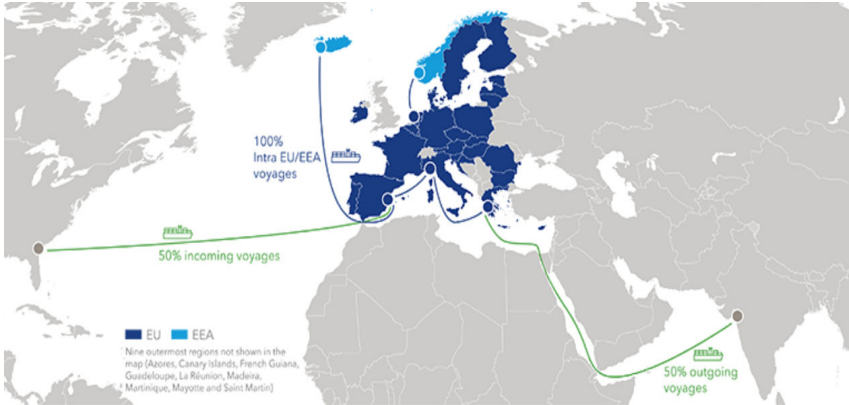 100%
Intra EU/EEA
voyages
50% incoming voyages
EU EEA
Nine outermost regions not shown in the
map (Azores, Canary Islands, French Guiana,
Guadeloupe, La Réunion, Madeira,
Martinique, Mayotte and Saint Martin)
50% outgoing
voyages